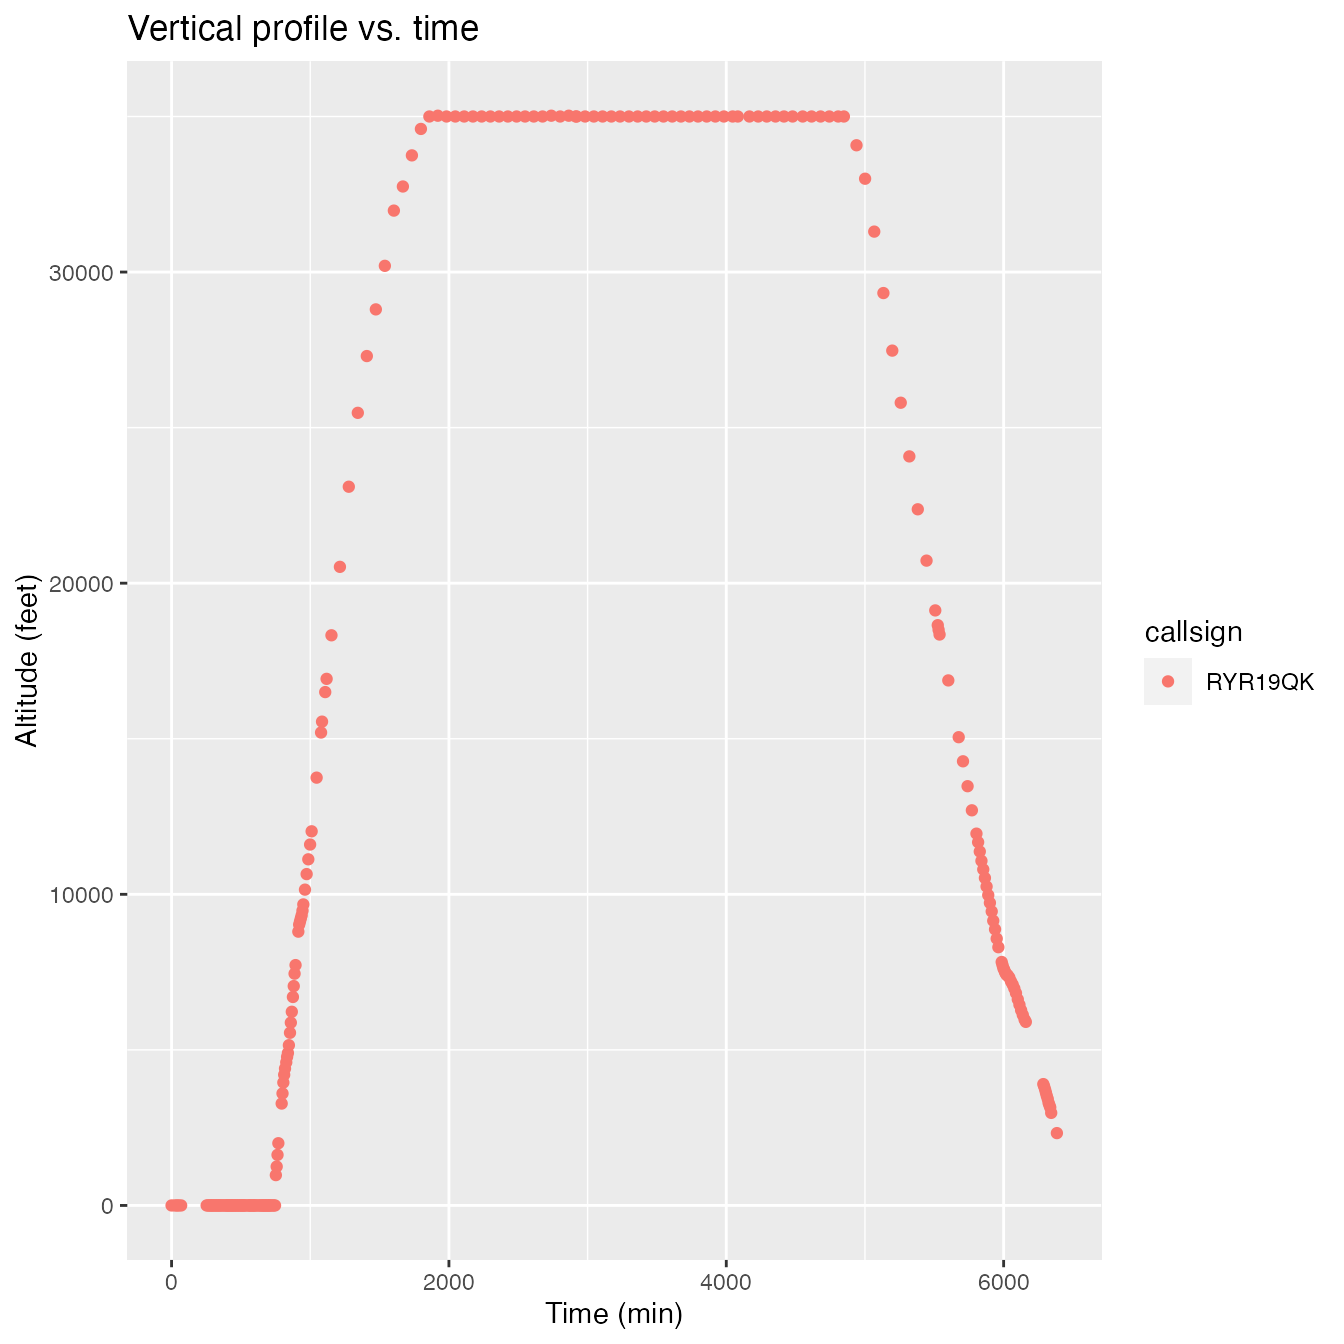 Vertical profile vs. time
Altitude (feet)
30000
20000
10000
0
0 2000 4000 6000
Time (min)
callsign
RYR19QK